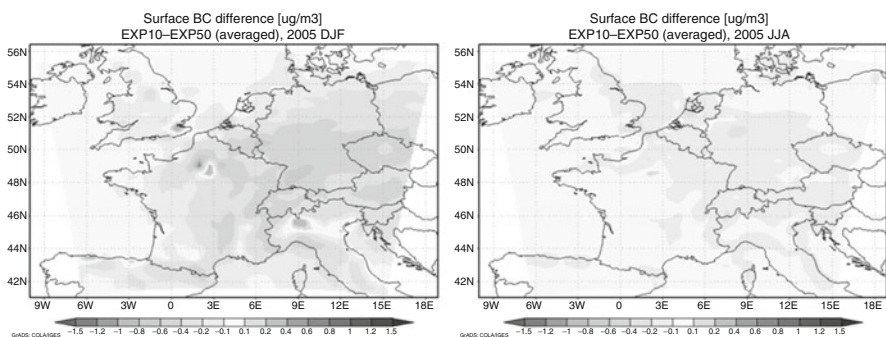 Surface BC difference [ug/m3]
EXP10–EXP50 (averaged), 2005 DJF
56N
54N
52N
50N
48N
46N
44N
42N
9W 6W 3W 0 3E 6E 9E 12E 15E 18E
−1.5 −1.2 −1 −0.8 −0.6 −0.4 −0.2 −0.1 0.1 0.2 0.4 0.6 0.8 1 1.2 1.5
GrADS: COLA/IGES
Surface BC difference [ug/m3]
EXP10–EXP50 (averaged), 2005 JJA
56N
54N
52N
50N
48N
46N
44N
42N
9W 6W 3W 0 3E 6E 9E 12E 15E 18E
−1.5 −1.2 −1 −0.8 −0.6 −0.4 −0.2 −0.1 0.1 0.2 0.4 0.6 0.8 1 1.2 1.5
GrADS: COLA/IGES